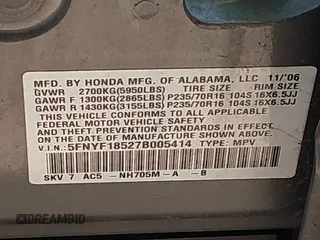 MFD. BY HONDA MFG. OF ALABAMA, LLC 11/'06
GVWR 2700KG(5950LBS) TIRE SIZE RIM SIZE
GAWR F 1300KG(2865LBS) P235/70R16 104S 16X6.5JJ
GAWR R 1430KG(3155LBS) P235/70R16 104S 16X6.5JJ
THIS VEHICLE CONFORMS TO ALL APPLICABLE
FEDERAL MOTOR VEHICLE SAFETY STANDARDS IN
EFFECT ON THE DATE OF MANUFACTURE SHOWN ABOVE.
V.I.N.: 5FNYF18527B005414 TYPE: MPV
SKV 7 AC5 -NH705M-A -B
DREAMBID